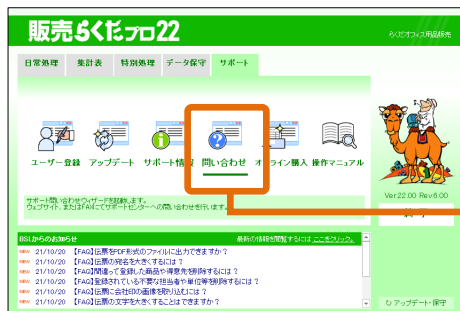 販売らくだプロ22
らくだオフィス用品販売
日常処理 集計表 特別処理 データ保守 サポート
ユーザー登録 アップデート サポート情報 問い合わせ オンライン購入 操作マニュアル
サポート問い合わせウィザードを起動します。
ウェブサイト、またはFAXにてサポートセンターへの問い合わせを行います。
Ver.22.00 Rev.6.00
BSLからのお知らせ 最新の情報を閲覧するには ここをクリック。
NEW 21/10/20 【FAQ】伝票をPDF形式のファイルに出力できますか?
NEW 21/10/20 【FAQ】伝票の宛名を大きくするには?
NEW 21/10/20 【FAQ】間違って登録した商品や得意先を削除するには?
NEW 21/10/20 【FAQ】登録されている不要な担当者や単位等を削除するには?
NEW 21/10/20 【FAQ】伝票に会社印の画像を取り込むには?
NEW 21/10/20 【FAQ】伝票の文字を大きくすることはできますか?
アップデート・保守